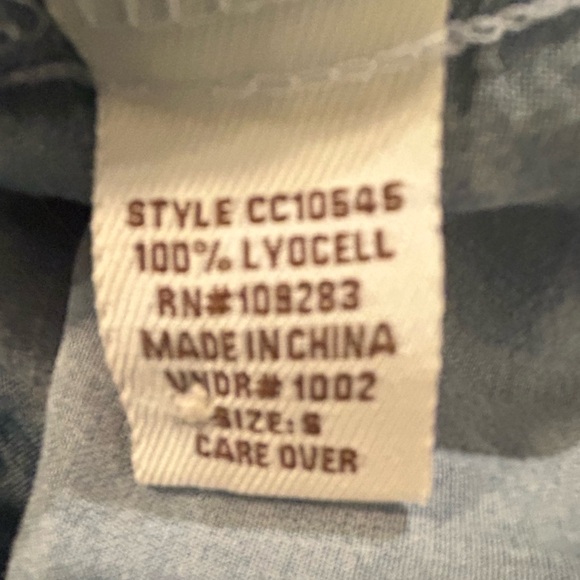 STYLE CC10545
100% LYOCELL
RN#109283
MADE IN CHINA
VNDR# 1002
SIZE: S
CARE OVER